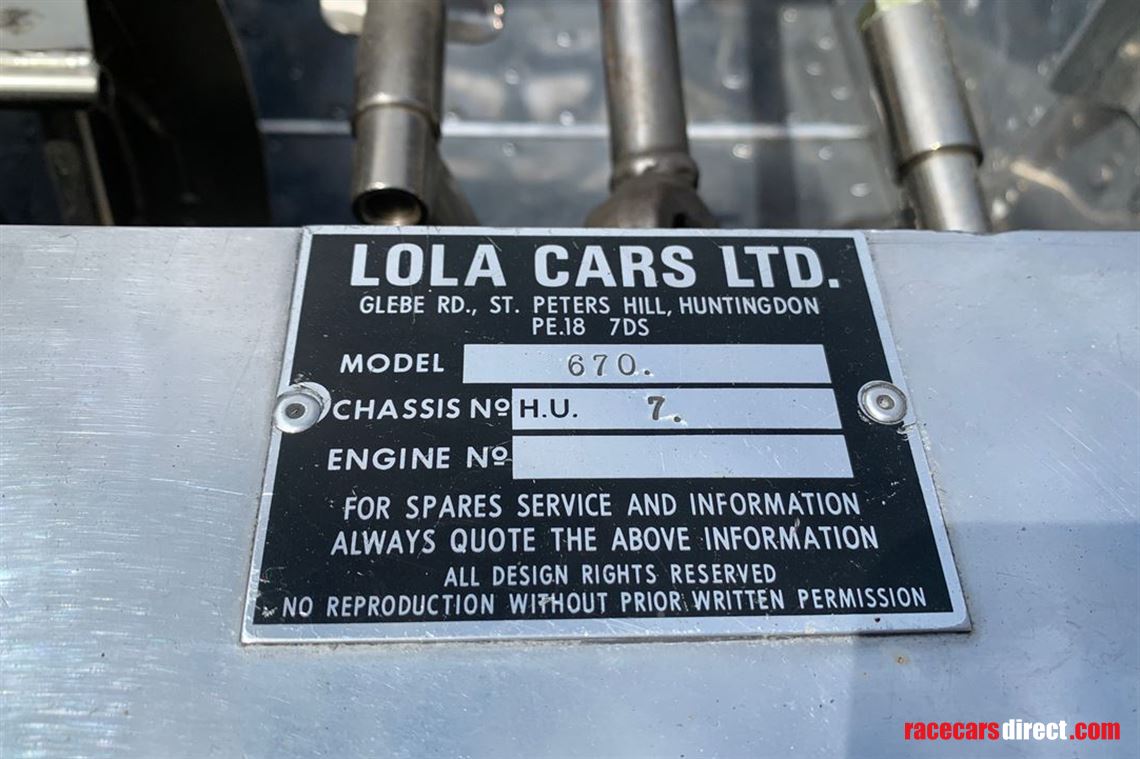 LOLA CARS LTD.
GLEBE RD., ST. PETERS HILL, HUNTINGDON
PE.18 7DS
MODEL 670.
CHASSIS Nº H.U. 7.
ENGINE Nº
FOR SPARES SERVICE AND INFORMATION
ALWAYS QUOTE THE ABOVE INFORMATION
ALL DESIGN RIGHTS RESERVED
NO REPRODUCTION WITHOUT PRIOR WRITTEN PERMISSION
racecarsdirect.com